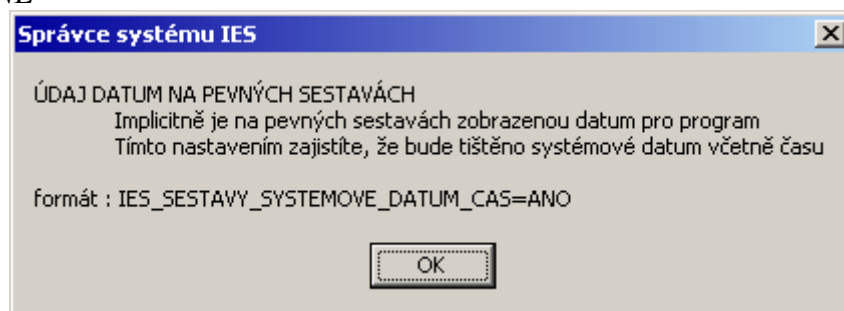 Správce systému IES
ÚDAJ DATUM NA PEVNÝCH SESTAVÁCH
Implicitně je na pevných sestavách zobrazenou datum pro program
Tímto nastavením zajistíte, že bude tištěno systémové datum včetně času
formát : IES_SESTAVY_SYSTEMOVE_DATUM_CAS=ANO
OK